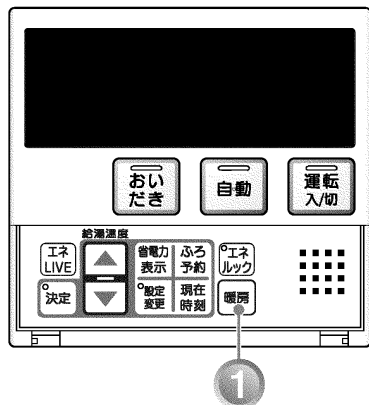 おい
だき
自動
運転
入/切
給湯温度
エネ
LIVE
省電力
表示
ふろ
予約
エネ
ルック
決定
設定
変更
現在
時刻
暖房
1